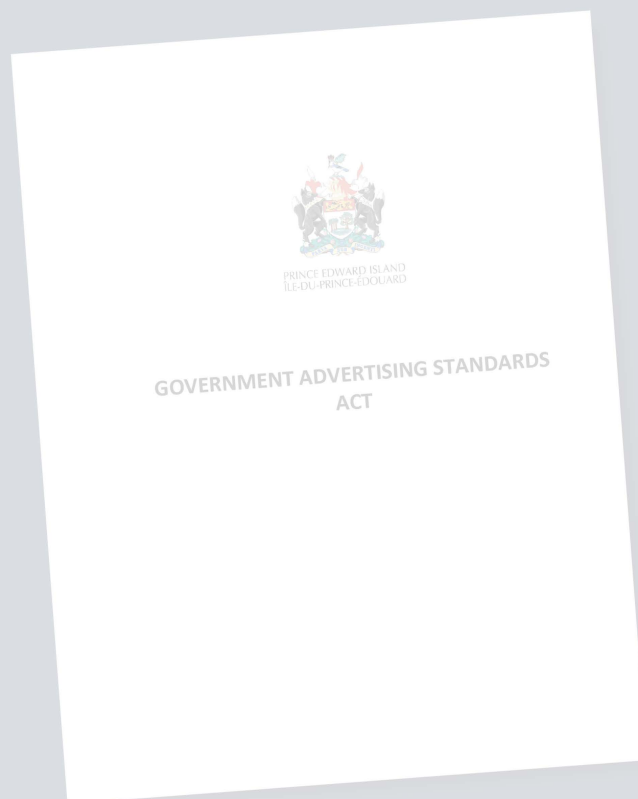 PRINCE EDWARD ISLAND
ÎLE-DU-PRINCE-ÉDOUARD
GOVERNMENT ADVERTISING STANDARDS
ACT